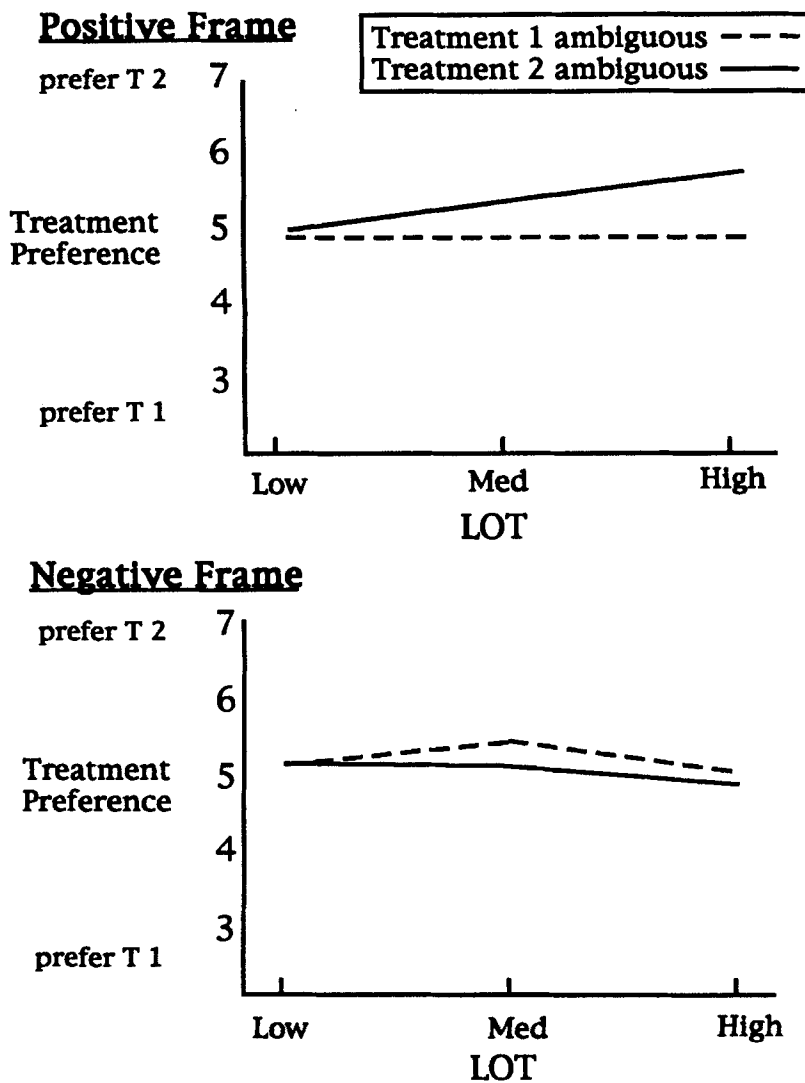 Positive Frame
Treatment 1 ambiguous
Treatment 2 ambiguous
prefer T 2
7
6
Treatment
Preference
5
4
3
prefer T 1
Low Med High
LOT
Negative Frame
prefer T 2
7
6
Treatment
Preference
5
4
3
prefer T 1
Low Med High
LOT